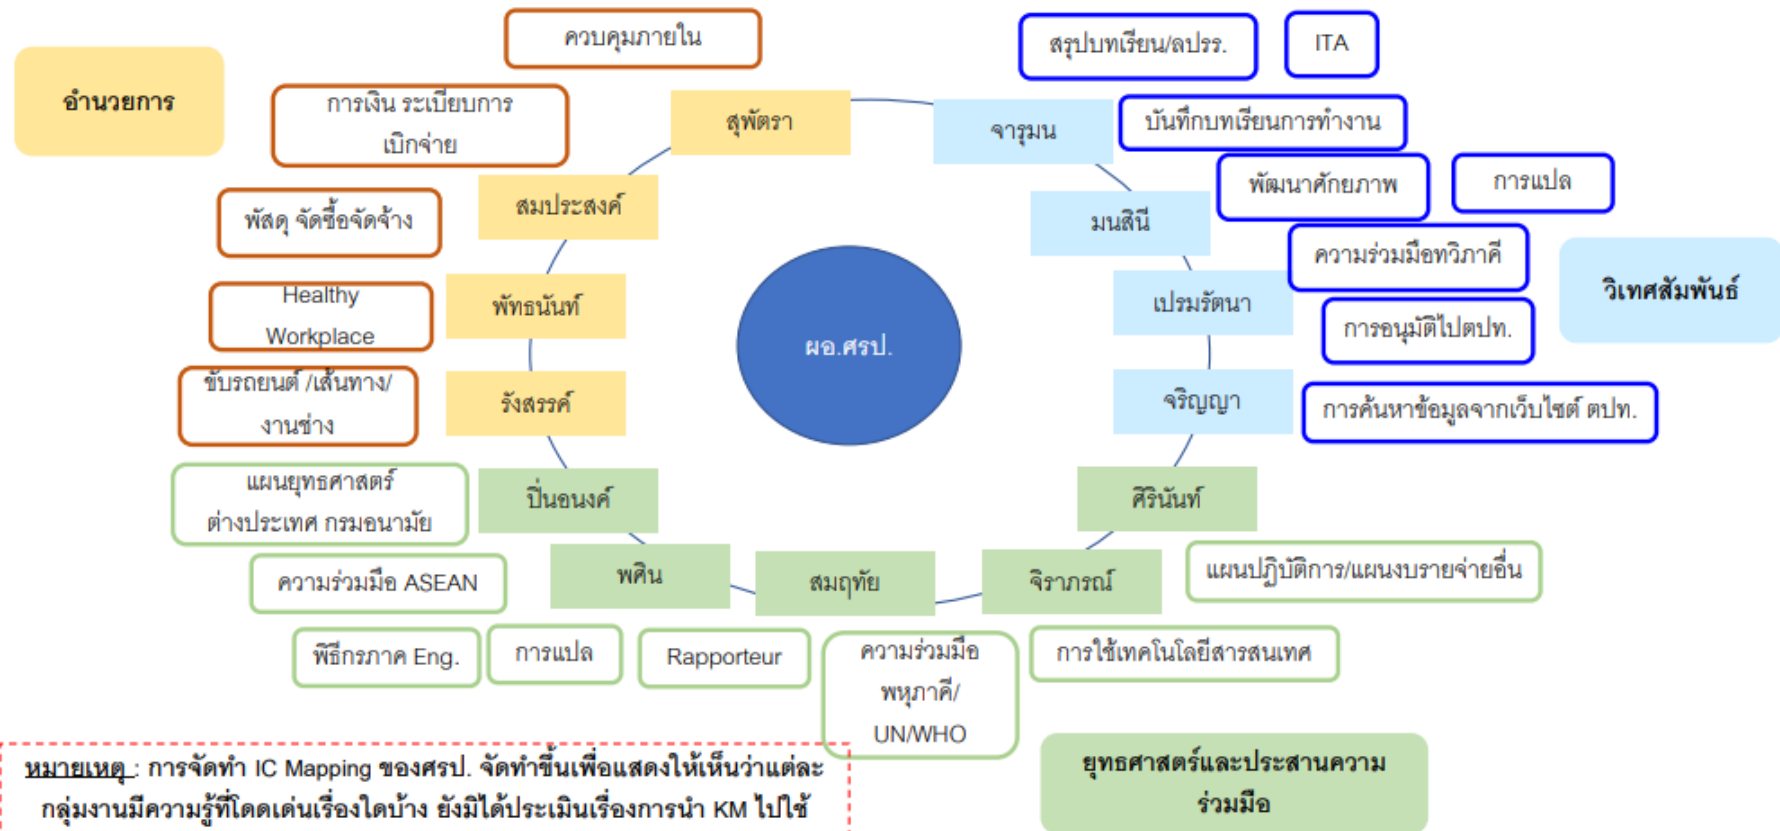 ควบคุมภายใน
สรุปบทเรียน/ลปรร.
ITA
อำนวยการ
การเงิน ระเบียบการ
เบิกจ่าย
สุพัตรา
จารุมน
บันทึกบทเรียนการทำงาน
พัฒนาศักยภาพ
การแปล
สมประสงค์
พัสดุ จัดซื้อจัดจ้าง
มนสินี
ความร่วมมือทวิภาคี
วิเทศสัมพันธ์
Healthy
Workplace
พัทธนันท์
เปรมรัตนา
การอนุมัติไปตปท.
ผอ.ศรป.
ขับรถยนต์ /เส้นทาง/
งานช่าง
รังสรรค์
จริญญา
การค้นหาข้อมูลจากเว็บไซต์ ตปท.
แผนยุทธศาสตร์
ต่างประเทศ กรมอนามัย
ปิ่นอนงค์
ศิรินันท์
ความร่วมมือ ASEAN
พศิน
สมฤทัย
จิราภรณ์
แผนปฏิบัติการ/แผนงบรายจ่ายอื่น
พิธีกรภาค Eng.
การแปล
Rapporteur
ความร่วมมือ
พหุภาคี/
UN/WHO
การใช้เทคโนโลยีสารสนเทศ
หมายเหตุ : การจัดทำ IC Mapping ของศรป. จัดทำขึ้นเพื่อแสดงให้เห็นว่าแต่ละ
กลุ่มงานมีความรู้ที่โดดเด่นเรื่องใดบ้าง ยังมิได้ประเมินเรื่องการนำ KM ไปใช้
ยุทธศาสตร์และประสานความ
ร่วมมือ